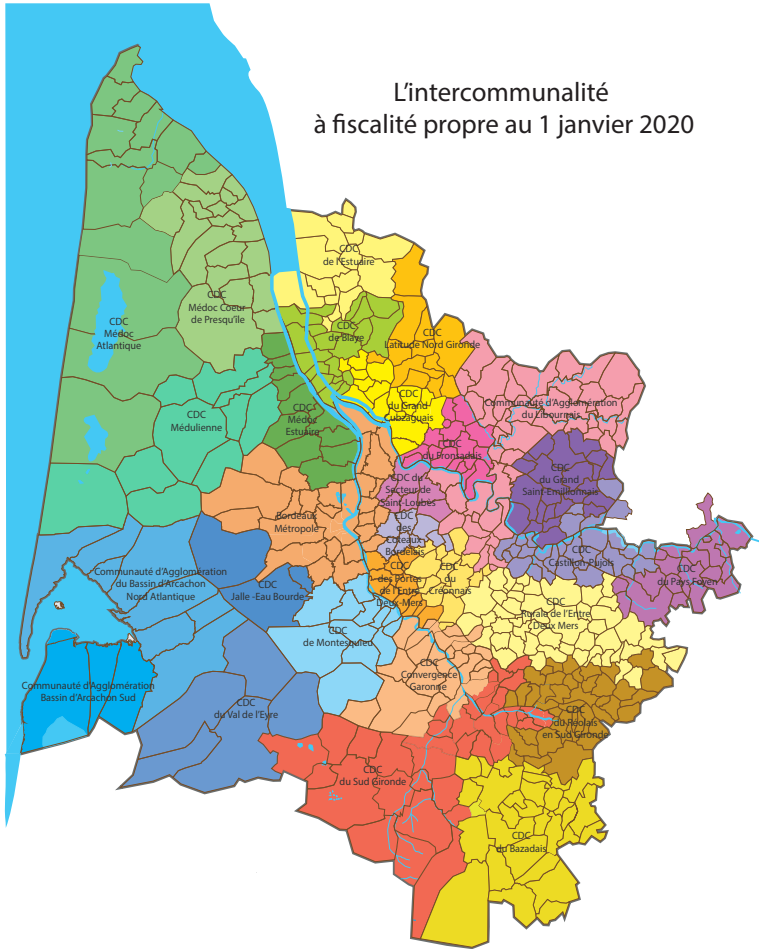 L'intercommunalité
à fiscalité propre au 1 janvier 2020
CDC
de l'Estuaire
CDC
Médoc Coeur
de Presqu'île
CDC
Médoc
Atlantique
CDC
de Blaye
CDC
Latitude Nord Gironde
CDC
Médulienne
CDC
Médoc
Estuaire
CDC
du Grand
Cubzaguais
Communauté d'Agglomération
du Libournais
CDC
du Fronsadais
CDC
du Grand
Saint-Emillionnais
CDC du
Secteur de
Saint-Loubès
Bordeaux
Métropole
CDC
des
Coteaux
Bordelais
CDC
Castillon-Pujols
CDC
du Pays Foyen
Communauté d'Agglomération
du Bassin d'Arcachon
Nord Atlantique
CDC
Jalle -Eau Bourde
CDC
des Portes
de l'Entre
Deux-Mers
CDC
du
Créonnais
CDC
Rurale de l'Entre
Deux Mers
CDC
de Montesquieu
CDC
Convergence
Garonne
Communauté d'Agglomération
Bassin d'Arcachon Sud
CDC
du Val de l'Eyre
CDC
du Réolais
en Sud Gironde
CDC
du Sud Gironde
CDC
du Bazadais